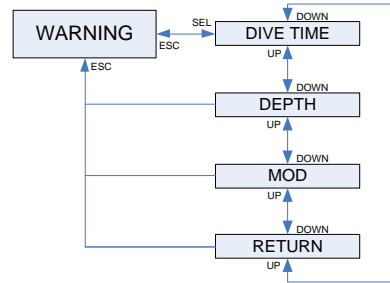 WARNING
SEL
ESC
DOWN
DIVE TIME
UP
ESC
DOWN
DEPTH
UP
DOWN
MOD
UP
DOWN
RETURN
UP